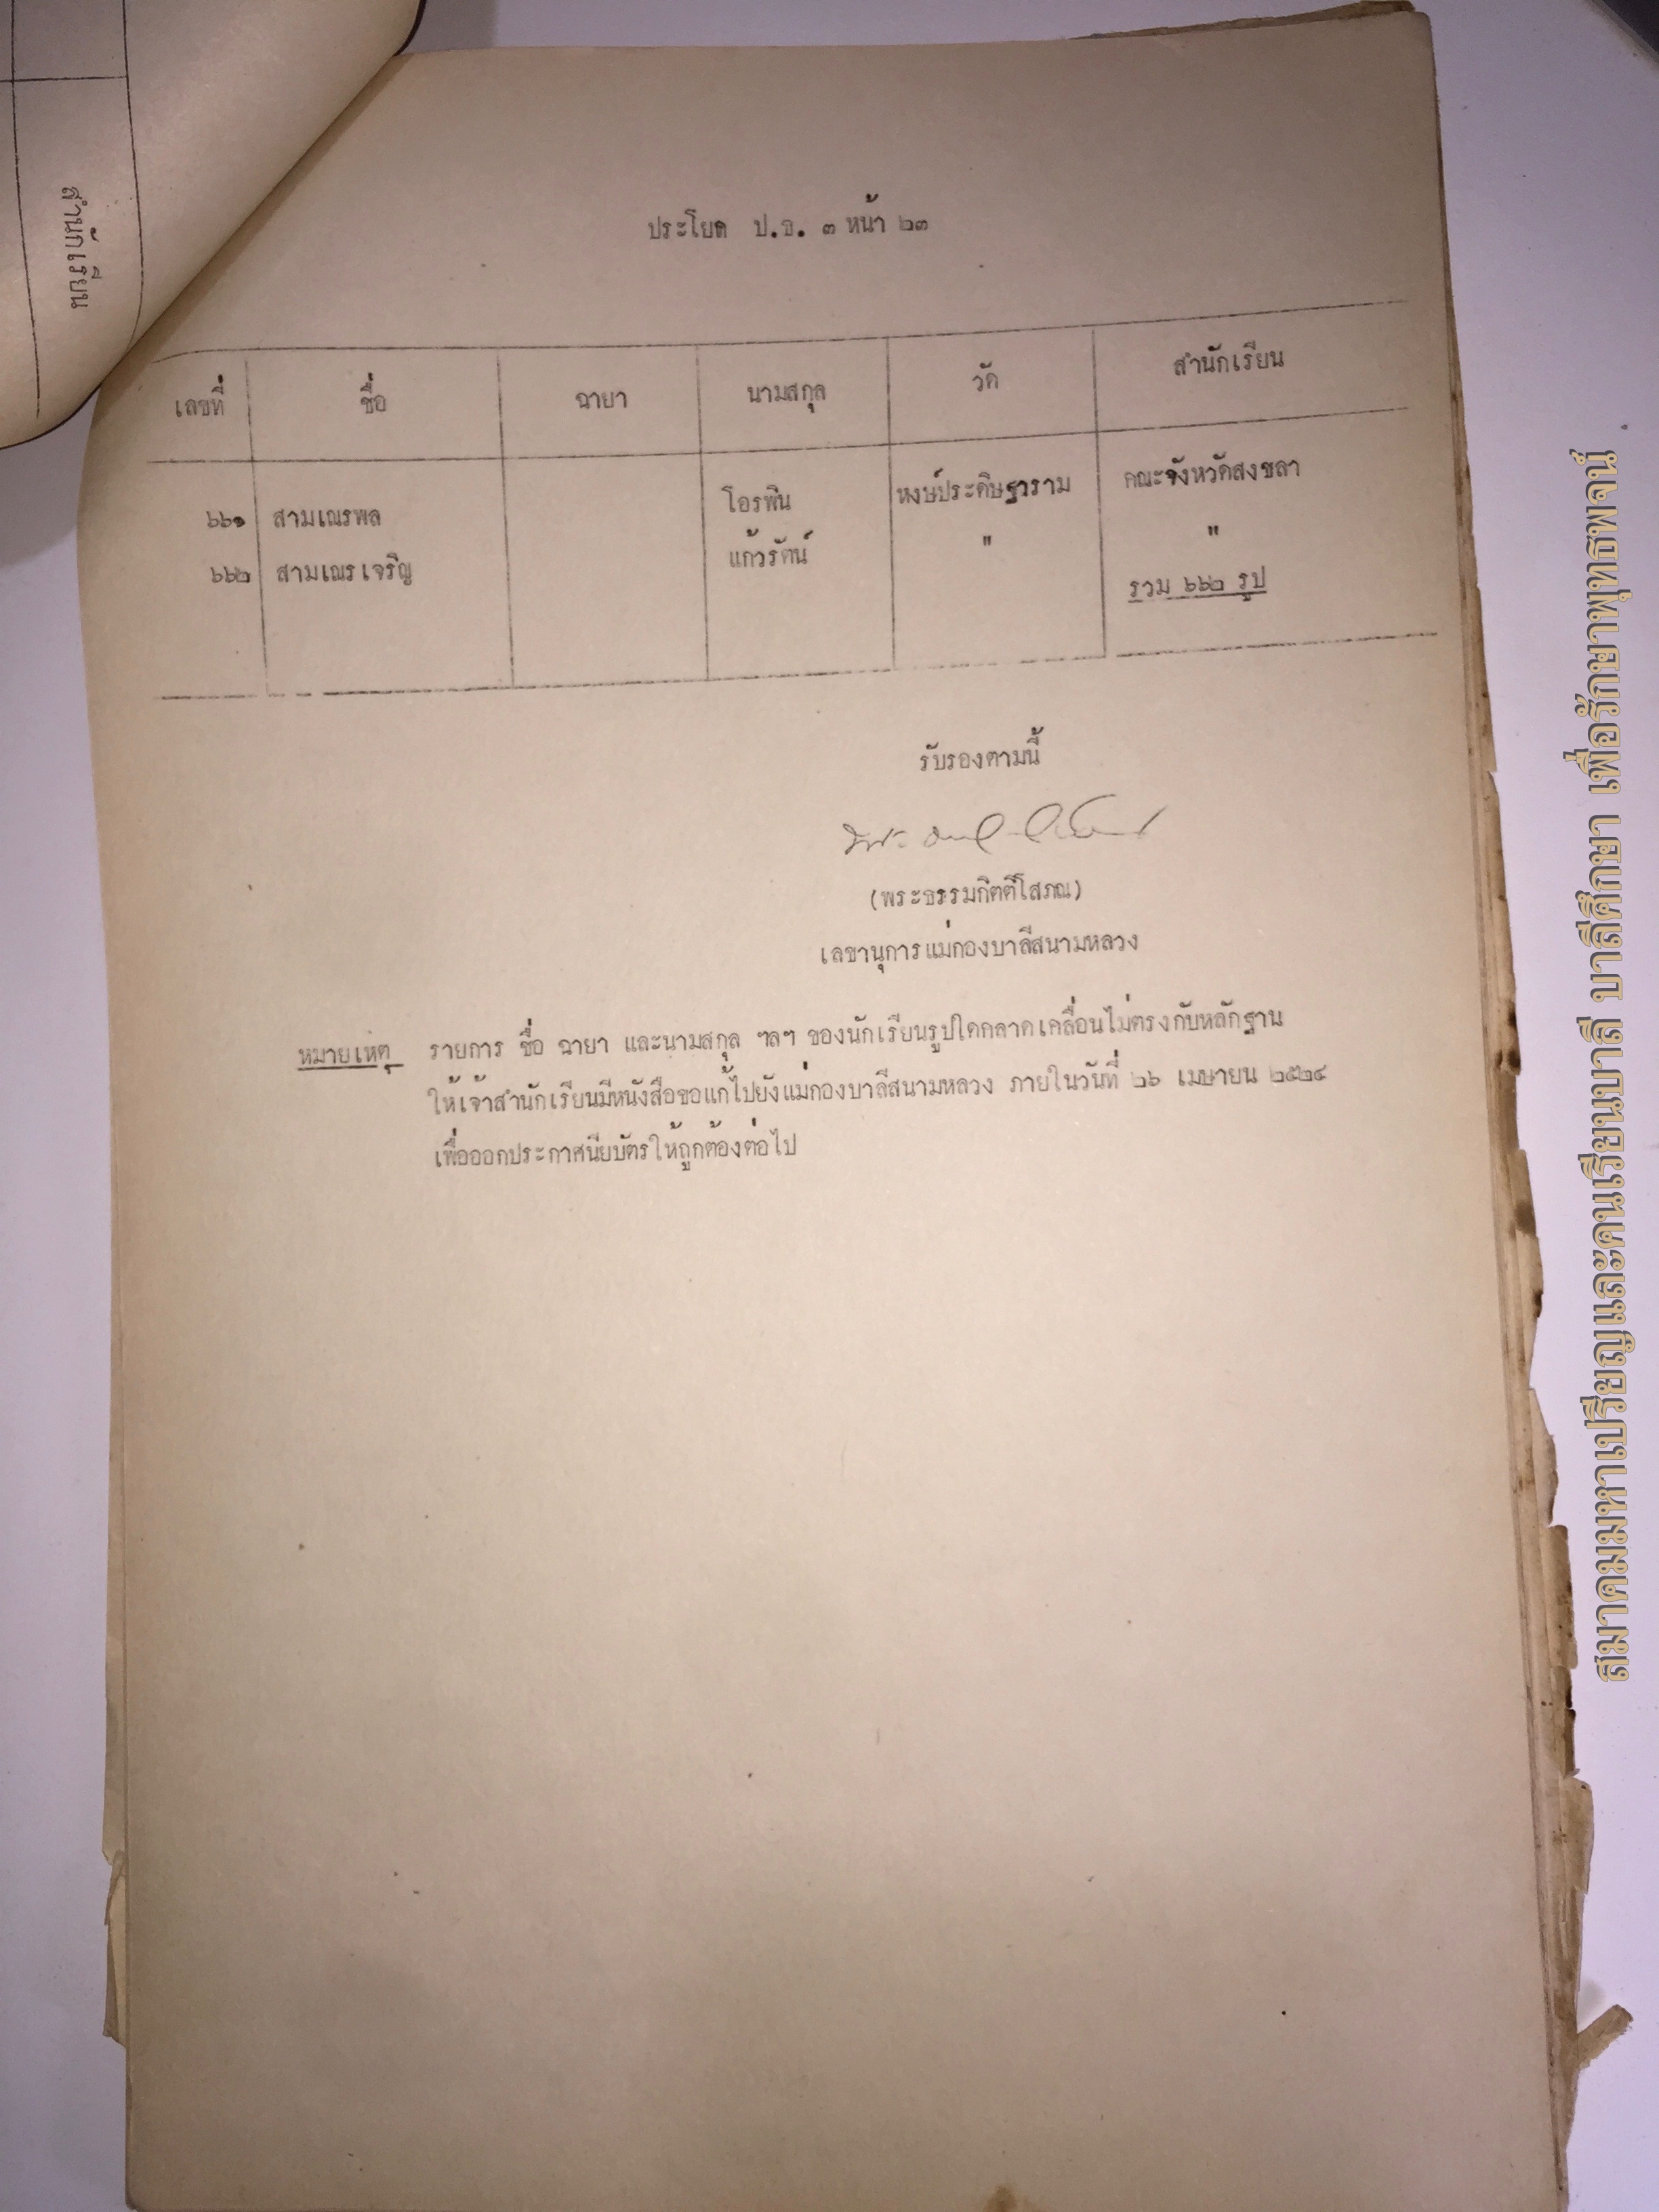 สำนักเรียน
ประโยค ป.ธ. ๓ หน้า ๒๓
เลขที่ ชื่อ ฉายา นามสกุล วัด สำนักเรียน
๖๖๑ สามเณรพล โอรพิน หงษ์ประดิษฐาราม คณะจังหวัดสงขลา
๖๖๒ สามเณรเจริญ แก้วรัตน์ " "
รวม ๖๖๒ รูป
รับรองตามนี้
(พระธรรมกิตติโสภณ)
เลขานุการแม่กองบาลีสนามหลวง
หมายเหตุ รายการ ชื่อ ฉายา และนามสกุล ฯลฯ ของนักเรียนรูปใดคลาดเคลื่อนไม่ตรงกับหลักฐาน
ให้เจ้าสำนักเรียนมีหนังสือขอแก้ไปยังแม่กองบาลีสนามหลวง ภายในวันที่ ๒๖ เมษายน ๒๕๒๔
เพื่อออกประกาศนียบัตรให้ถูกต้องต่อไป
สมาคมมหาเปรียญและคนเรียนบาลี บาลีศึกษา เพื่อรักษาพุทธพจน์